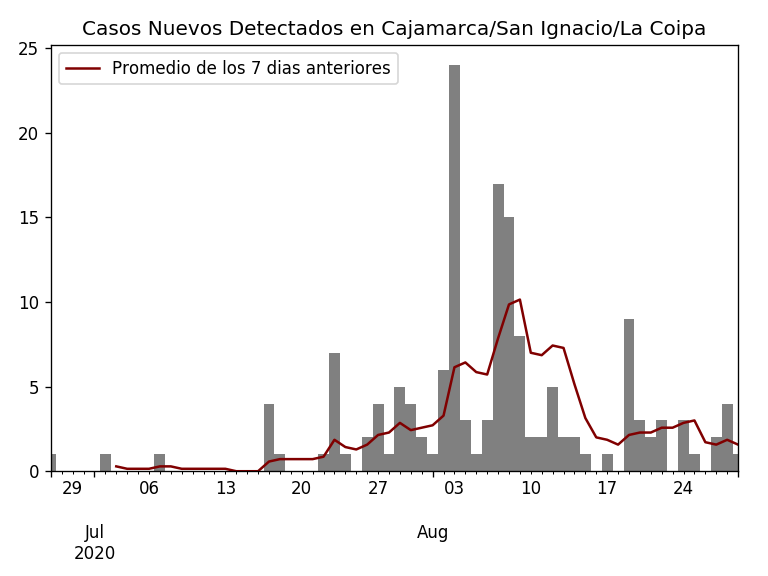 Casos Nuevos Detectados en Cajamarca/San Ignacio/La Coipa
Promedio de los 7 dias anteriores
25
20
15
10
5
0
29 06 13 20 27 03 10 17 24
Jul Aug
2020